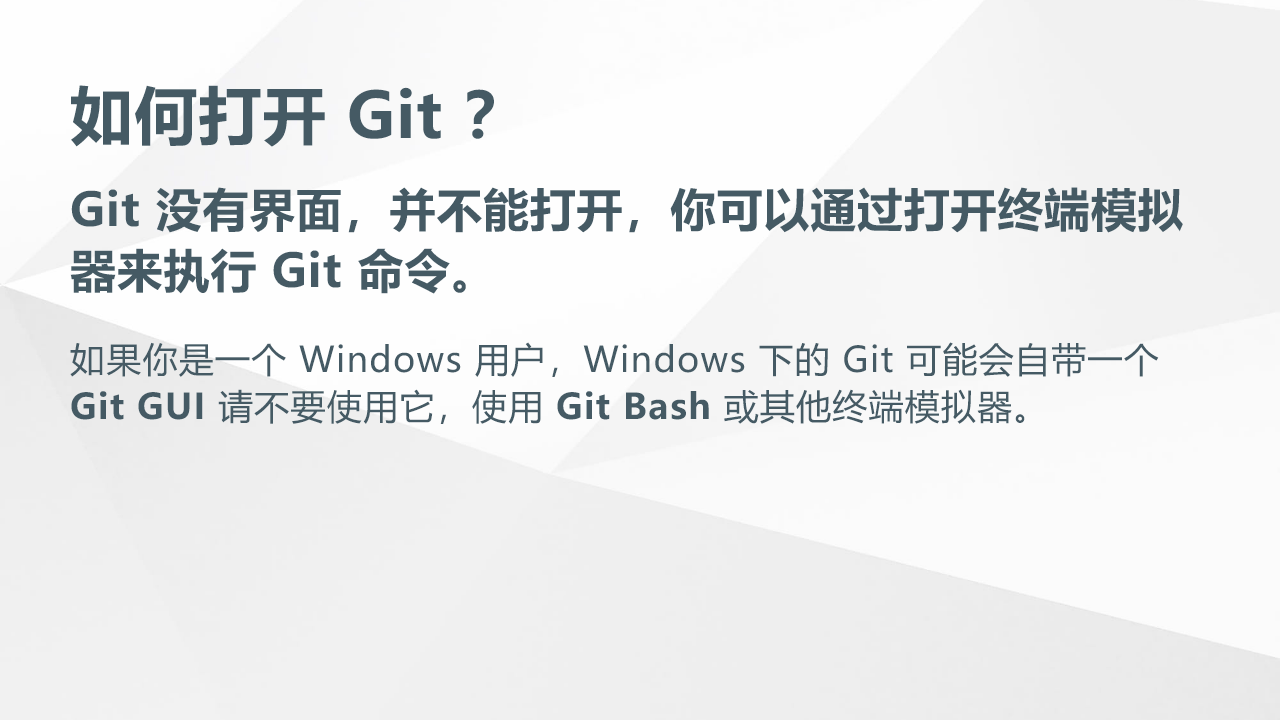 如何打开 Git？
Git 没有界面，并不能打开，你可以通过打开终端模拟
器来执行 Git 命令。
如果你是一个 Windows 用户，Windows 下的 Git 可能会自带一个
Git GUI 请不要使用它，使用 Git Bash 或其他终端模拟器。